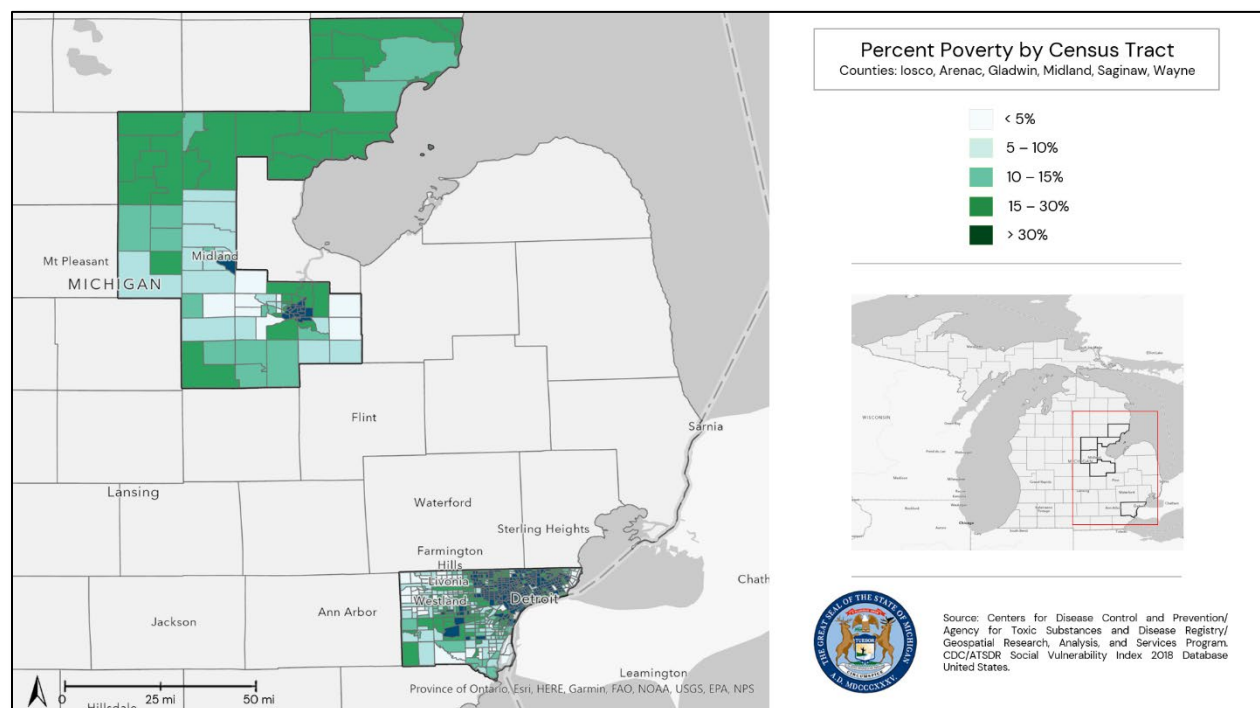 Percent Poverty by Census Tract
Counties: Iosco, Arenac, Gladwin, Midland, Saginaw, Wayne
< 5%
5 – 10%
10 – 15%
15 – 30%
> 30%
Mt Pleasant
Midland
MICHIGAN
Flint
Sarnia
Lansing
Waterford
Sterling Heights
Farmington
Hills
Livonia
Westland
Detroit
Chath
Ann Arbor
Jackson
Leamington
0 25 mi 50 mi
Hillsdale
Province of Ontario, Esri, HERE, Garmin, FAO, NOAA, USGS, EPA, NPS
WISCONSIN
MICHIGAN
Chicago
THE GREAT SEAL OF THE STATE OF MICHIGAN
TUEBOR
A.D. MDCCCXXXV.
Source: Centers for Disease Control and Prevention/
Agency for Toxic Substances and Disease Registry/
Geospatial Research, Analysis, and Services Program.
CDC/ATSDR Social Vulnerability Index 2018 Database
United States.